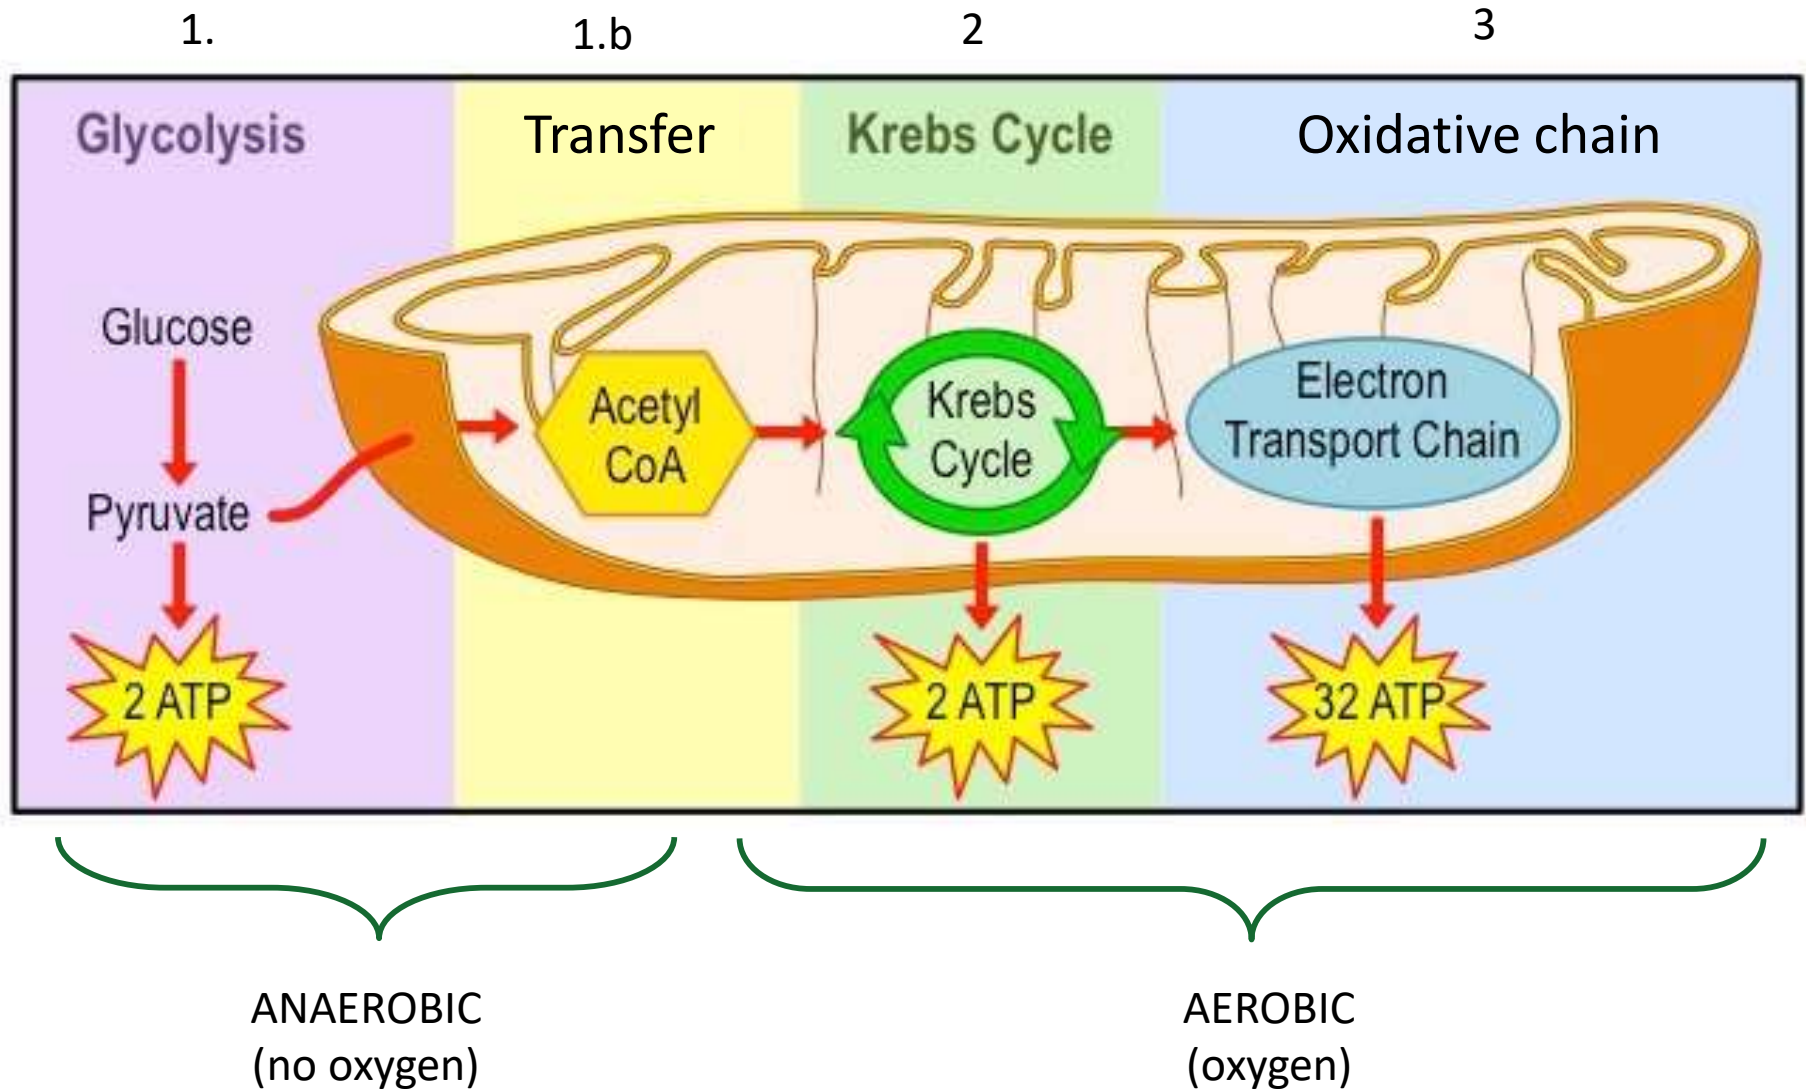 1.
1.b
2
3
Glycolysis
Transfer
Krebs Cycle
Oxidative chain
Glucose
Pyruvate
2 ATP
Acetyl
CoA
Krebs
Cycle
2 ATP
Electron
Transport Chain
32 ATP
ANAEROBIC
(no oxygen)
AEROBIC
(oxygen)